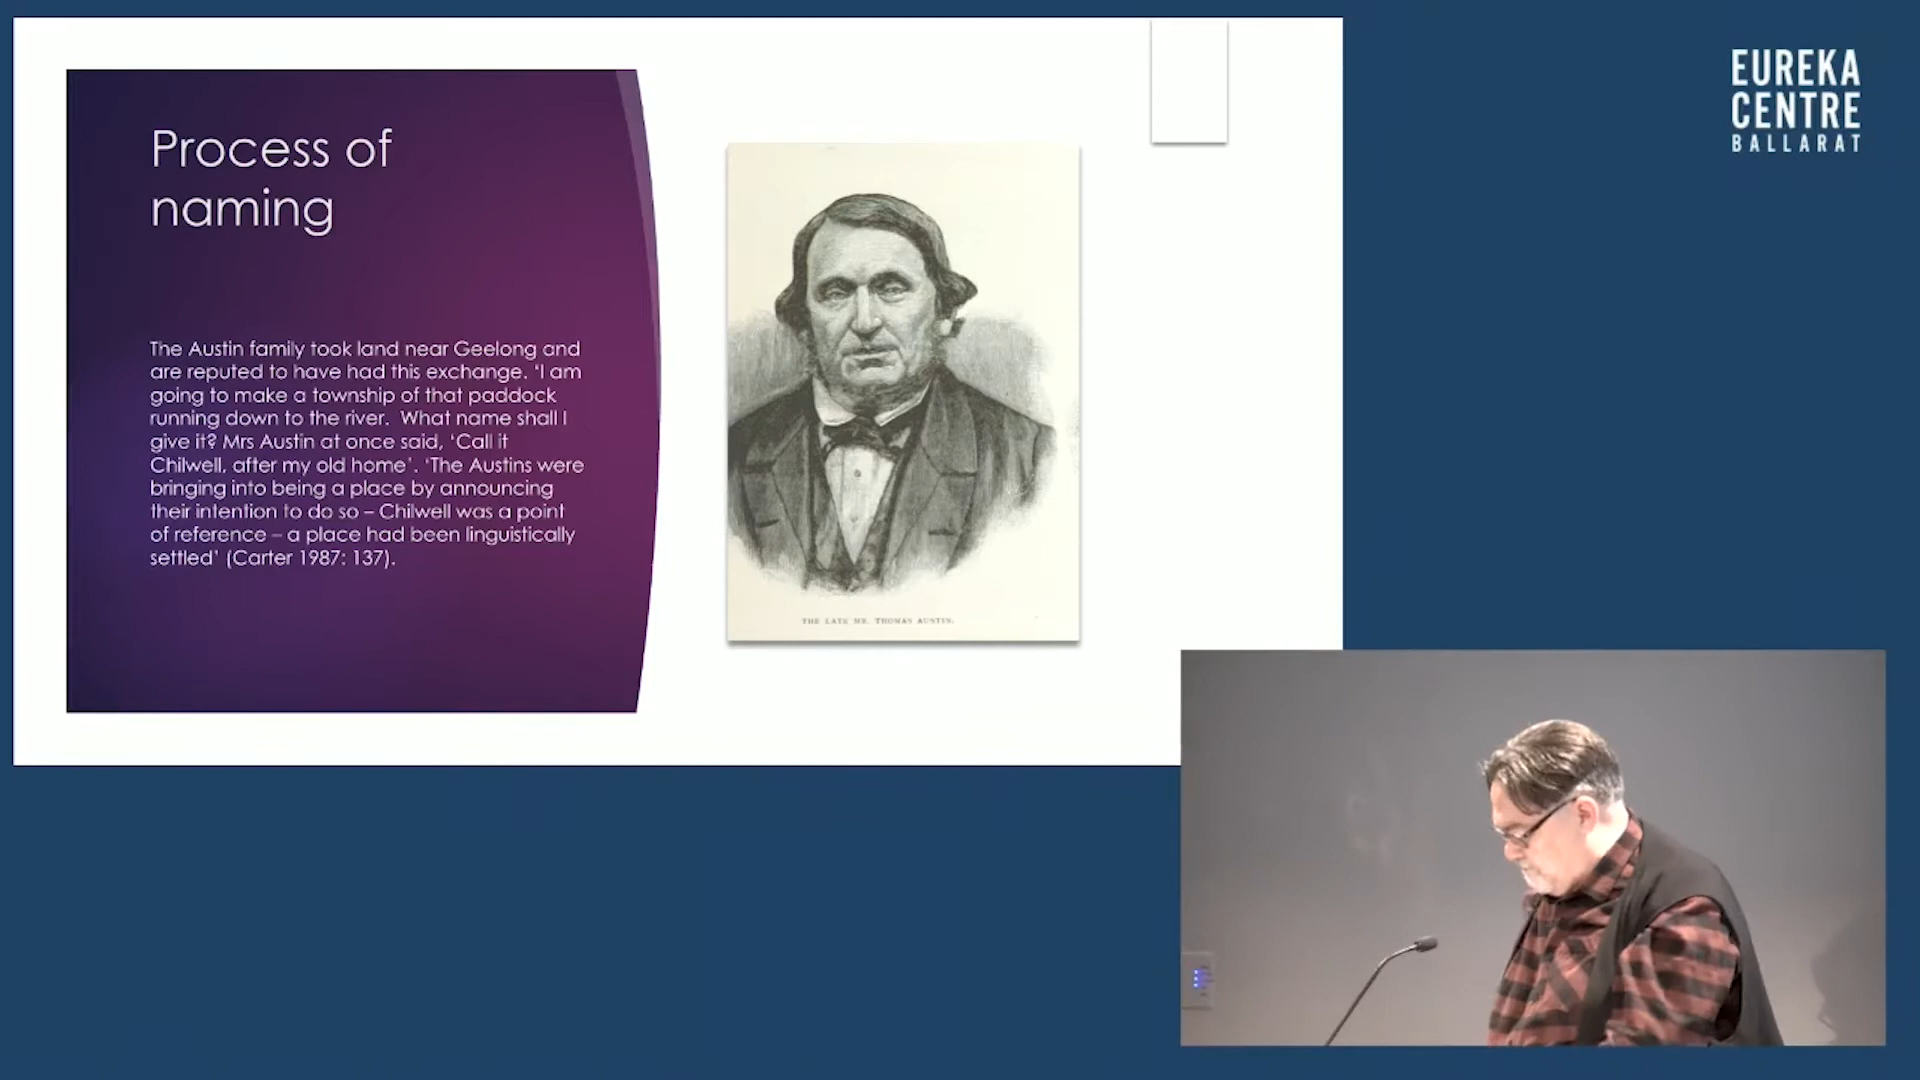 Process of
naming
The Austin family took land near Geelong and
are reputed to have had this exchange. ‘I am
going to make a township of that paddock
running down to the river.  What name shall I
give it? Mrs Austin at once said, ‘Call it
Chilwell, after my old home’. ‘The Austins were
bringing into being a place by announcing
their intention to do so – Chilwell was a point
of reference – a place had been linguistically
settled’ (Carter 1987: 137).
THE LATE MR. THOMAS AUSTIN.
EUREKA
CENTRE
BALLARAT